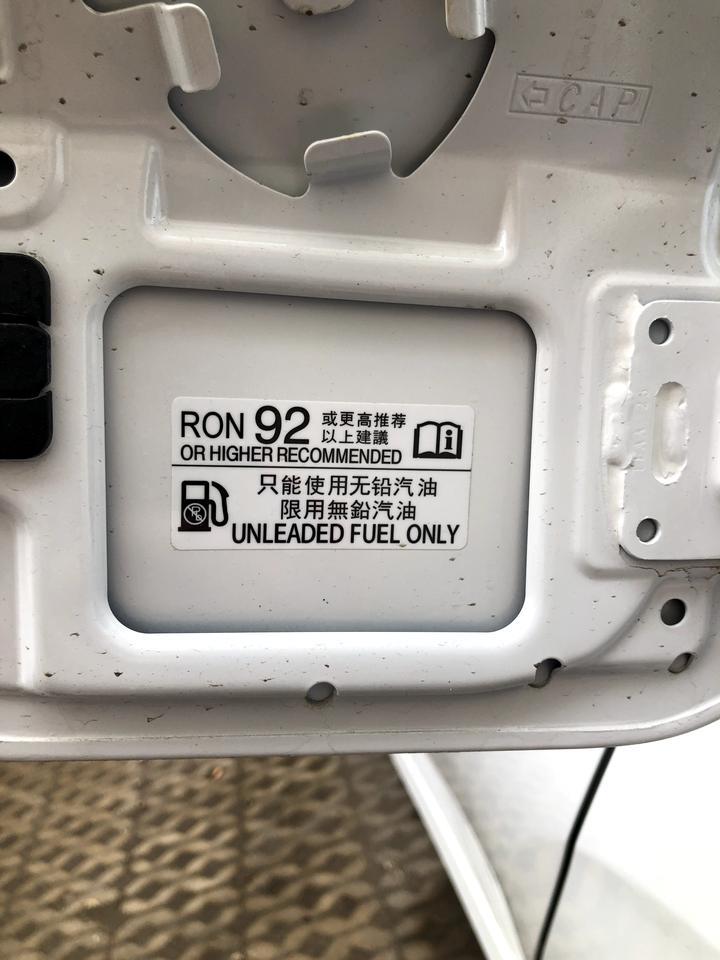 CAP
RON 92 或更高推荐
以上建議
OR HIGHER RECOMMENDED
只能使用无铅汽油
限用無鉛汽油
UNLEADED FUEL ONLY